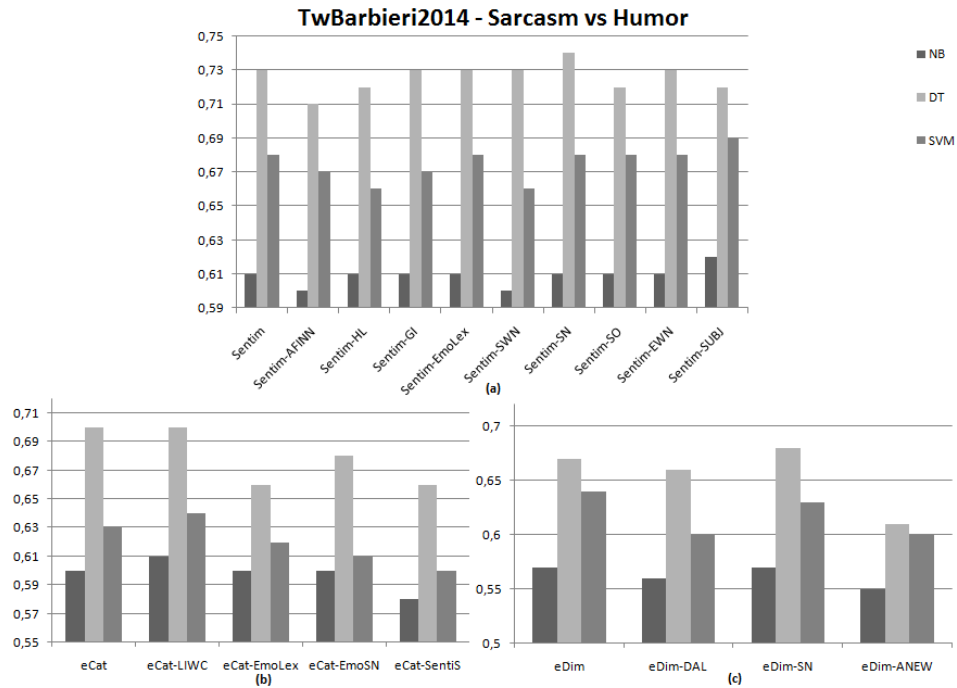 TwBarbieri2014 - Sarcasm vs Humor
0,75
0,73
0,71
0,69
0,67
0,65
0,63
0,61
0,59
Sentim
Sentim-AFINN
Sentim-HL
Sentim-GI
Sentim-EmoLex
Sentim-SWN
Sentim-SN
Sentim-SO
Sentim-EWN
Sentim-SUBJ
(a)
NB
DT
SVM
0,71
0,69
0,67
0,65
0,63
0,61
0,59
0,57
0,55
eCat
eCat-LIWC
eCat-EmoLex
eCat-EmoSN
eCat-SentiS
(b)
0,7
0,65
0,6
0,55
0,5
eDim
eDim-DAL
eDim-SN
eDim-ANEW
(c)